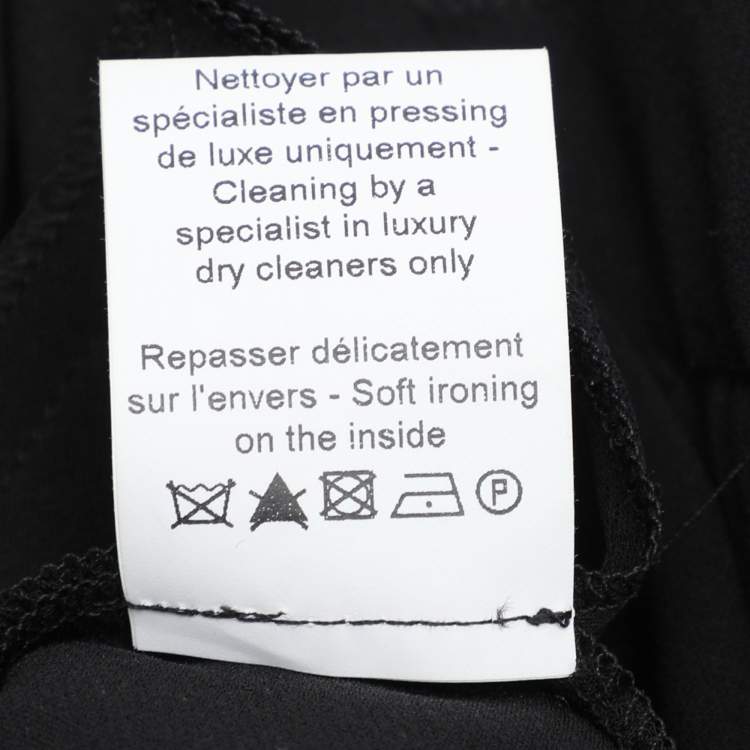 Nettoyer par un
spécialiste en pressing
de luxe uniquement -
Cleaning by a
specialist in luxury
dry cleaners only
Repasser délicatement
sur l'envers - Soft ironing
on the inside
P